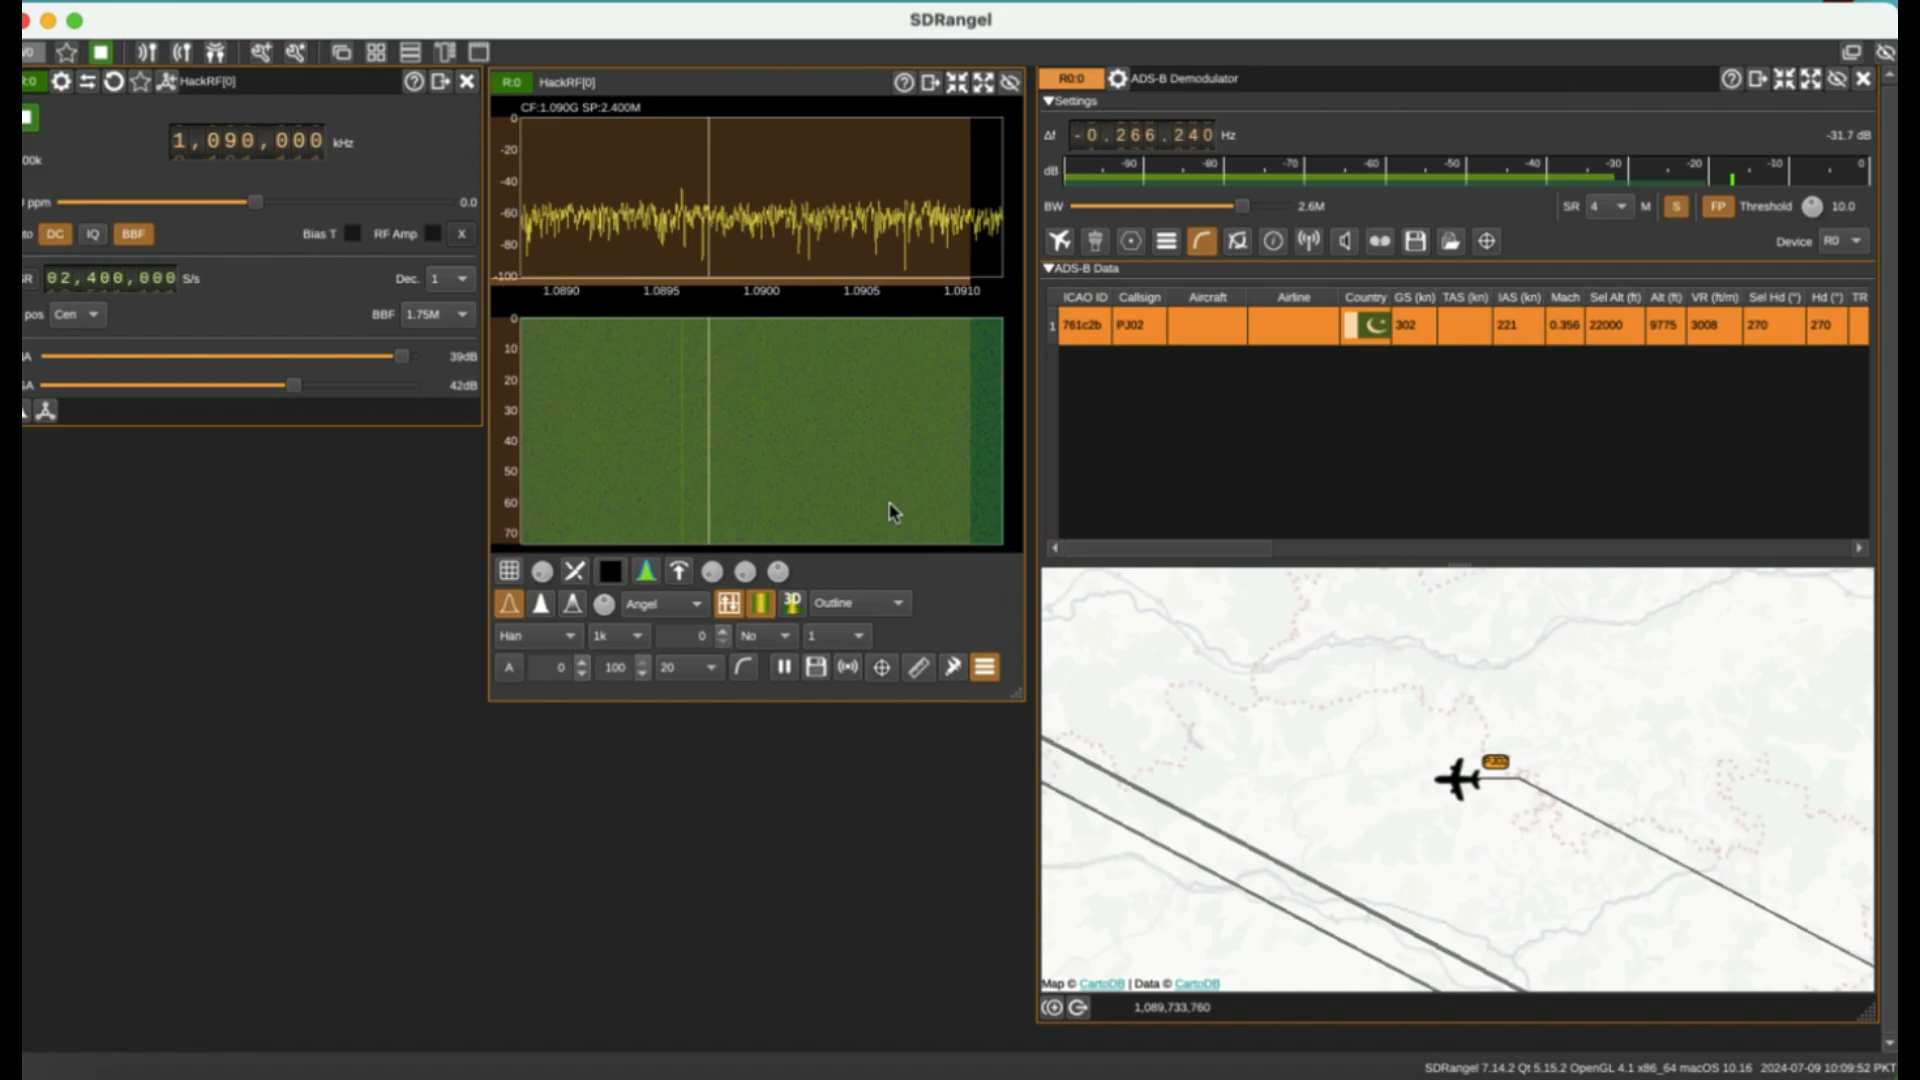 SDRangel
HackRF[0]
1,090,000 kHz
00k
ppm 0.0
to DC IQ BBF Bias T RF Amp X
SR 02,400,000 S/s Dec. 1
pos Cen BBF 1.75M
39dB
42dB
R:0 HackRF[0]
CF:1.090G SP:2.400M
0
-20
-40
-60
-80
-100
1.0890 1.0895 1.0900 1.0905 1.0910
0
10
20
30
40
50
60
70
Angel 3D Outline
Han 1k 0 No 1
A 0 100 20
R0:0 ADS-B Demodulator
▼Settings
Δf -0.266.240 Hz -31.7 dB
dB -90 -80 -70 -60 -50 -40 -30 -20 -10 0
BW 2.6M SR 4 M S FP Threshold 10.0
Device R0
▼ADS-B Data
ICAO ID Callsign Aircraft Airline Country GS (kn) TAS (kn) IAS (kn) Mach Sel Alt (ft) Alt (ft) VR (ft/m) Sel Hd (°) Hd (°) TR
1 761c2b PJ02 302 221 0.356 22000 9775 3008 270 270
PJ02
Map © CartoDB | Data © CartoDB
1,089,733,760
SDRangel 7.14.2 Qt 5.15.2 OpenGL 4.1 x86_64 macOS 10.16 2024-07-09 10:09:52 PKT